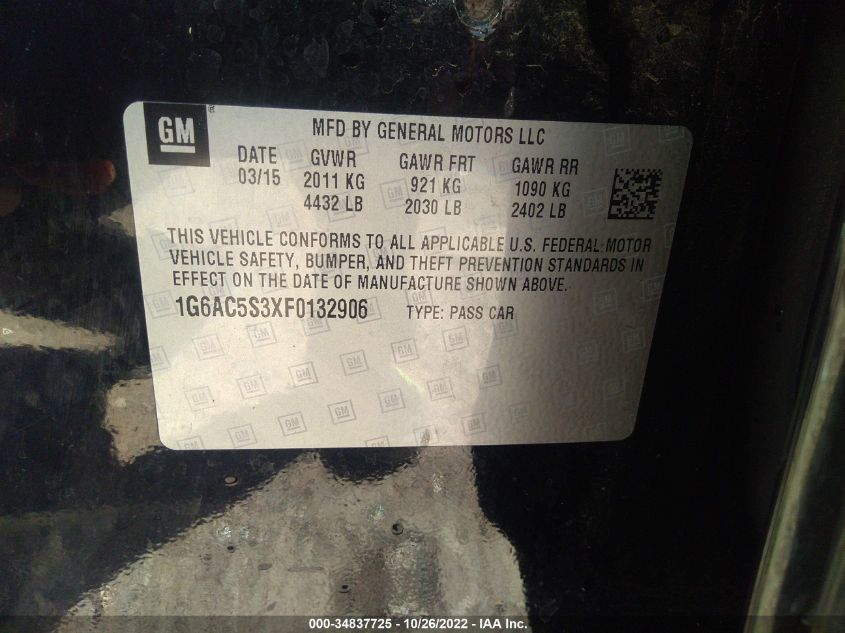 GM
MFD BY GENERAL MOTORS LLC
DATE GVWR GAWR FRT GAWR RR
03/15 2011 KG 921 KG 1090 KG
4432 LB 2030 LB 2402 LB
THIS VEHICLE CONFORMS TO ALL APPLICABLE U.S. FEDERAL MOTOR
VEHICLE SAFETY, BUMPER, AND THEFT PREVENTION STANDARDS IN
EFFECT ON THE DATE OF MANUFACTURE SHOWN ABOVE.
1G6AC5S3XF0132906 TYPE: PASS CAR
000-34837725 - 10/26/2022 - IAA Inc.